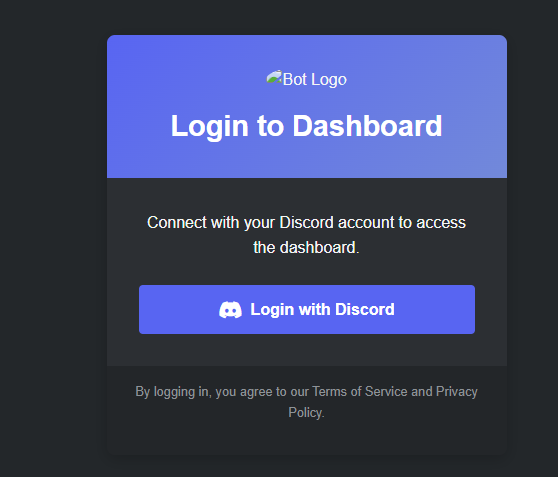 Bot Logo
Login to Dashboard
Connect with your Discord account to access
the dashboard.
Login with Discord
By logging in, you agree to our Terms of Service and Privacy
Policy.